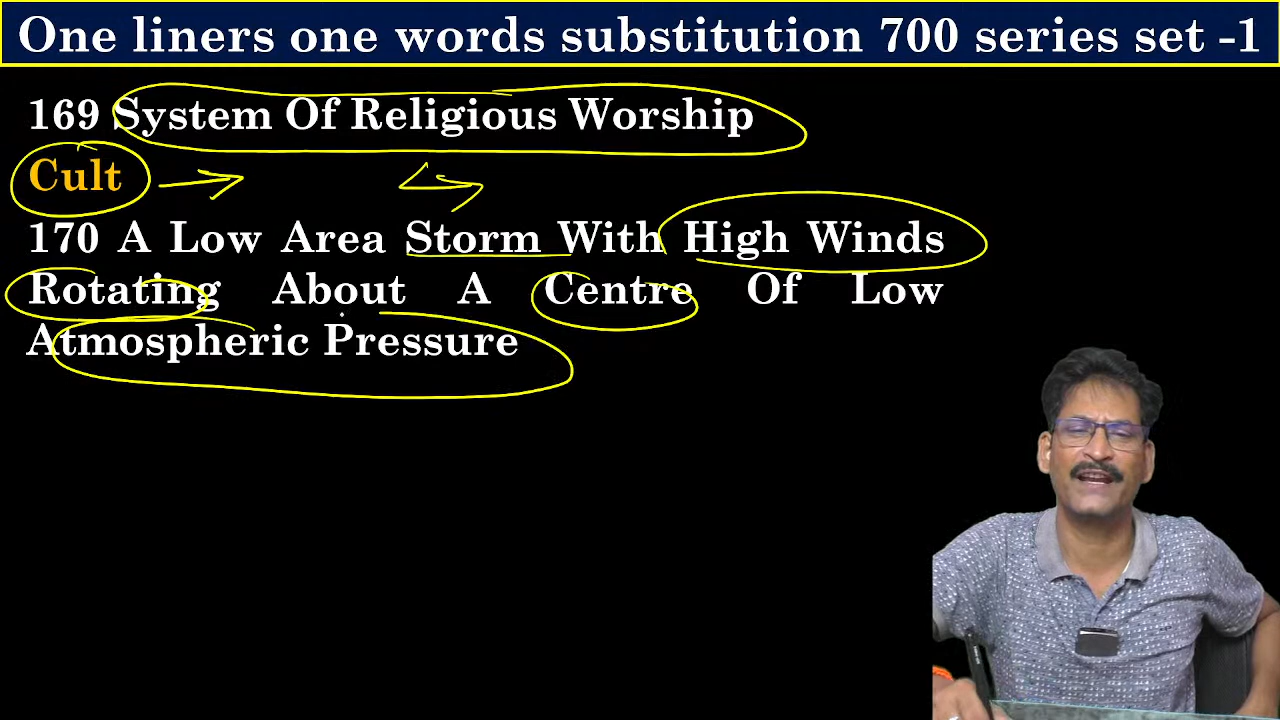 One liners one words substitution 700 series set -1
169 System Of Religious Worship
Cult
170 A Low Area Storm With High Winds
Rotating About A Centre Of Low
Atmospheric Pressure